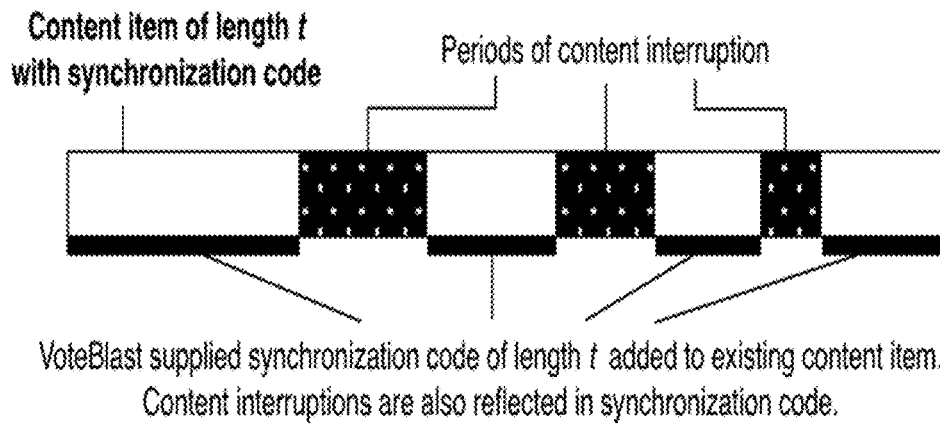 Content item of length t
with synchronization code
Periods of content interruption
VoteBlast supplied synchronization code of length t added to existing content item.
Content interruptions are also reflected in synchronization code.